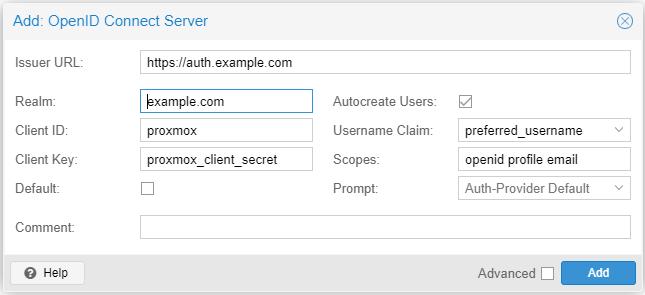 Add: OpenID Connect Server
Issuer URL: https://auth.example.com
Realm: example.com Autocreate Users:
Client ID: proxmox Username Claim: preferred_username
Client Key: proxmox_client_secret Scopes: openid profile email
Default: Prompt: Auth-Provider Default
Comment:
Help Advanced Add